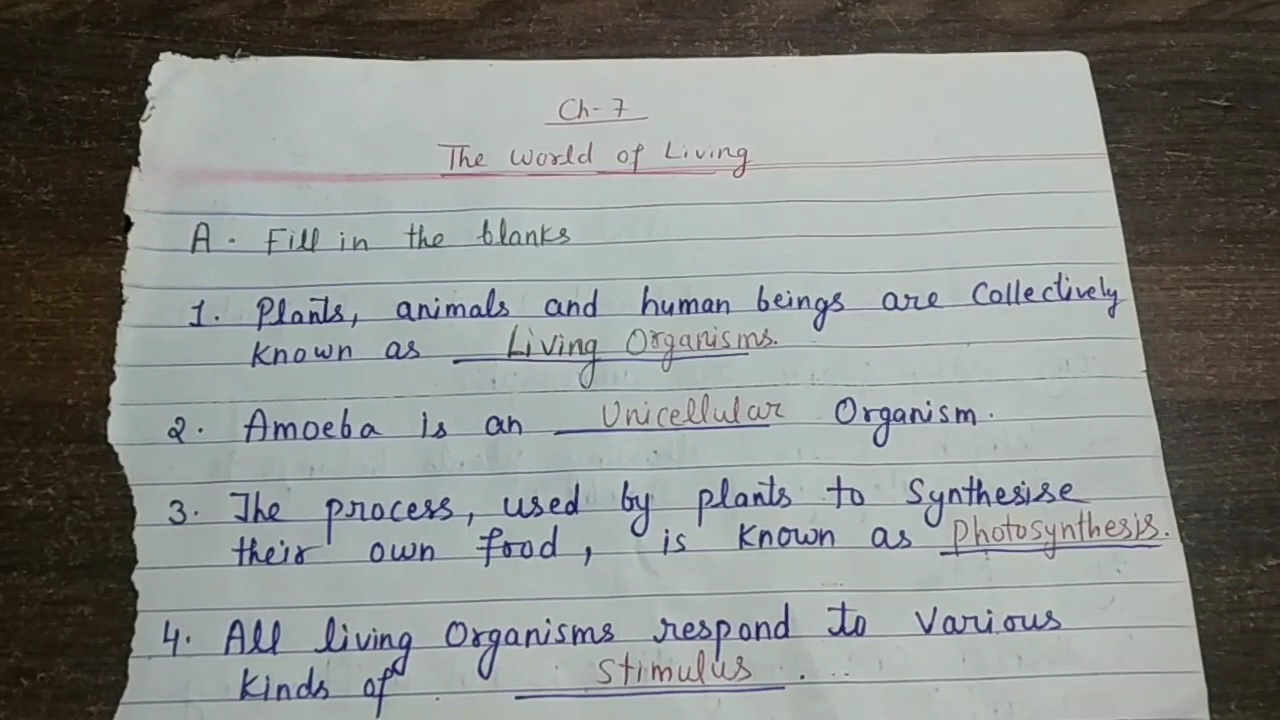 Ch- 7
The World of Living
A. Fill in the blanks
1. Plants, animals and human beings are Collectively
Known as Living Organisms.
2. Amoeba is an Unicellular Organism.
3. The process, used by plants to Synthesise
their own food, is known as Photosynthesis.
4. All living Organisms respond to Various
Kinds of Stimulus.